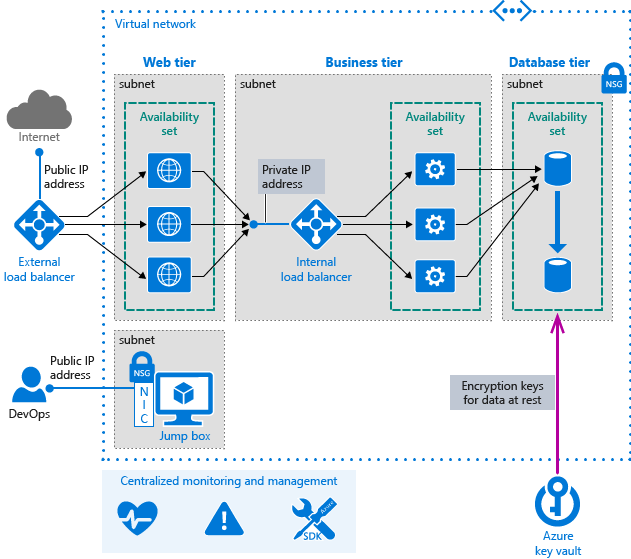 Virtual network
Web tier
Business tier
Database tier
subnet
subnet
subnet
NSG
Availability
set
Availability
set
Availability
set
Internet
Public IP
address
Private IP
address
External
load balancer
Internal
load balancer
subnet
Public IP
address
NSG
N
I
C
DevOps
Jump box
Encryption keys
for data at rest
Centralized monitoring and management
Azure
SDK
Azure
key vault